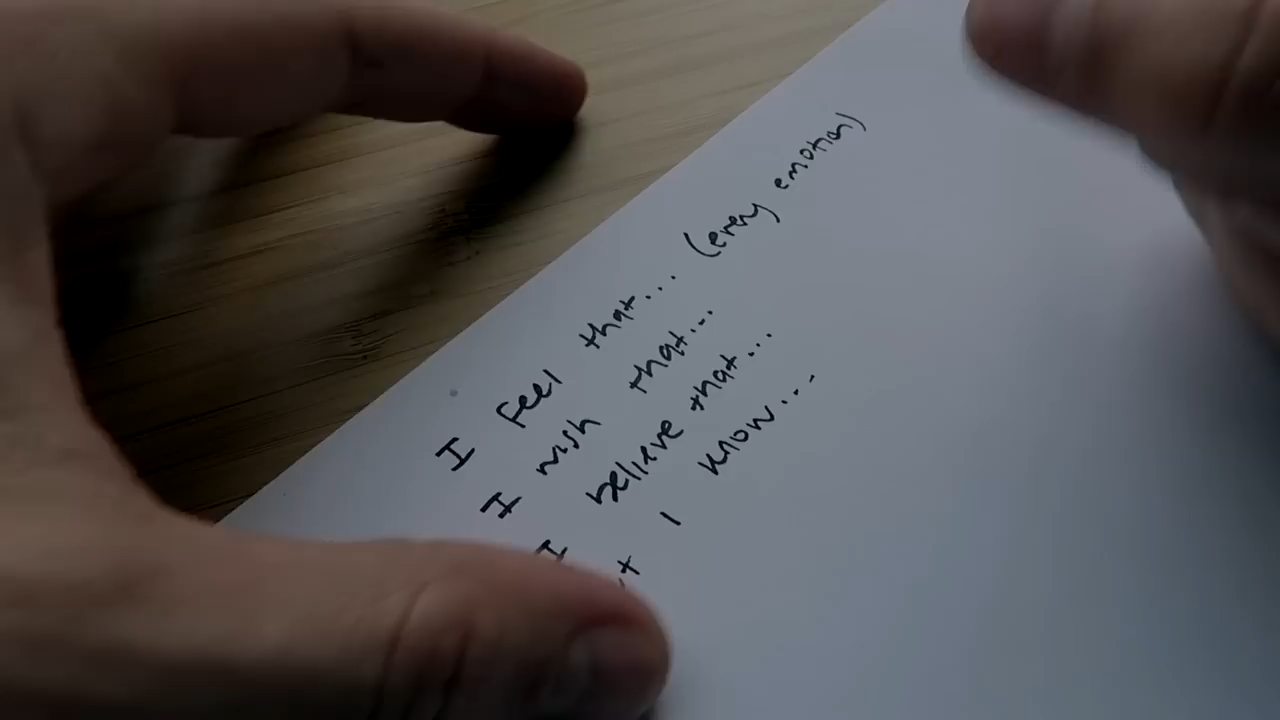 I feel that... (every emotion)
I wish that...
I believe that...
I know...